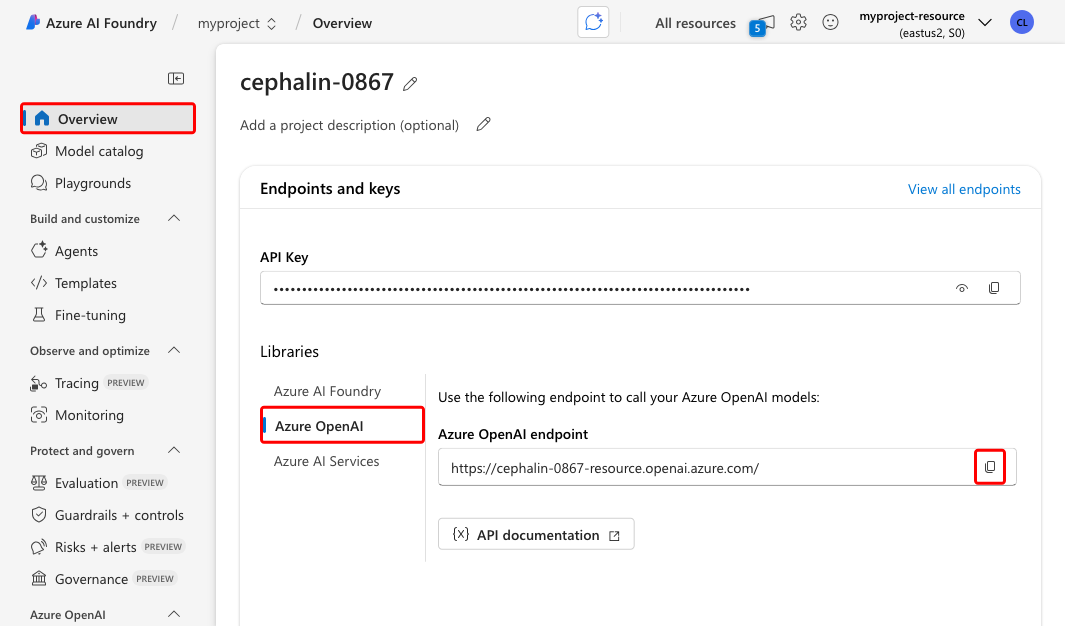 Azure AI Foundry / myproject / Overview
All resources
5
myproject-resource
(eastus2, S0)
CL
Overview
Model catalog
Playgrounds
Build and customize
Agents
Templates
Fine-tuning
Observe and optimize
Tracing PREVIEW
Monitoring
Protect and govern
Evaluation PREVIEW
Guardrails + controls
Risks + alerts PREVIEW
Governance PREVIEW
Azure OpenAI
cephalin-0867
Add a project description (optional)
Endpoints and keys
View all endpoints
API Key
Libraries
Azure AI Foundry
Azure OpenAI
Azure AI Services
Use the following endpoint to call your Azure OpenAI models:
Azure OpenAI endpoint
https://cephalin-0867-resource.openai.azure.com/
{x} API documentation